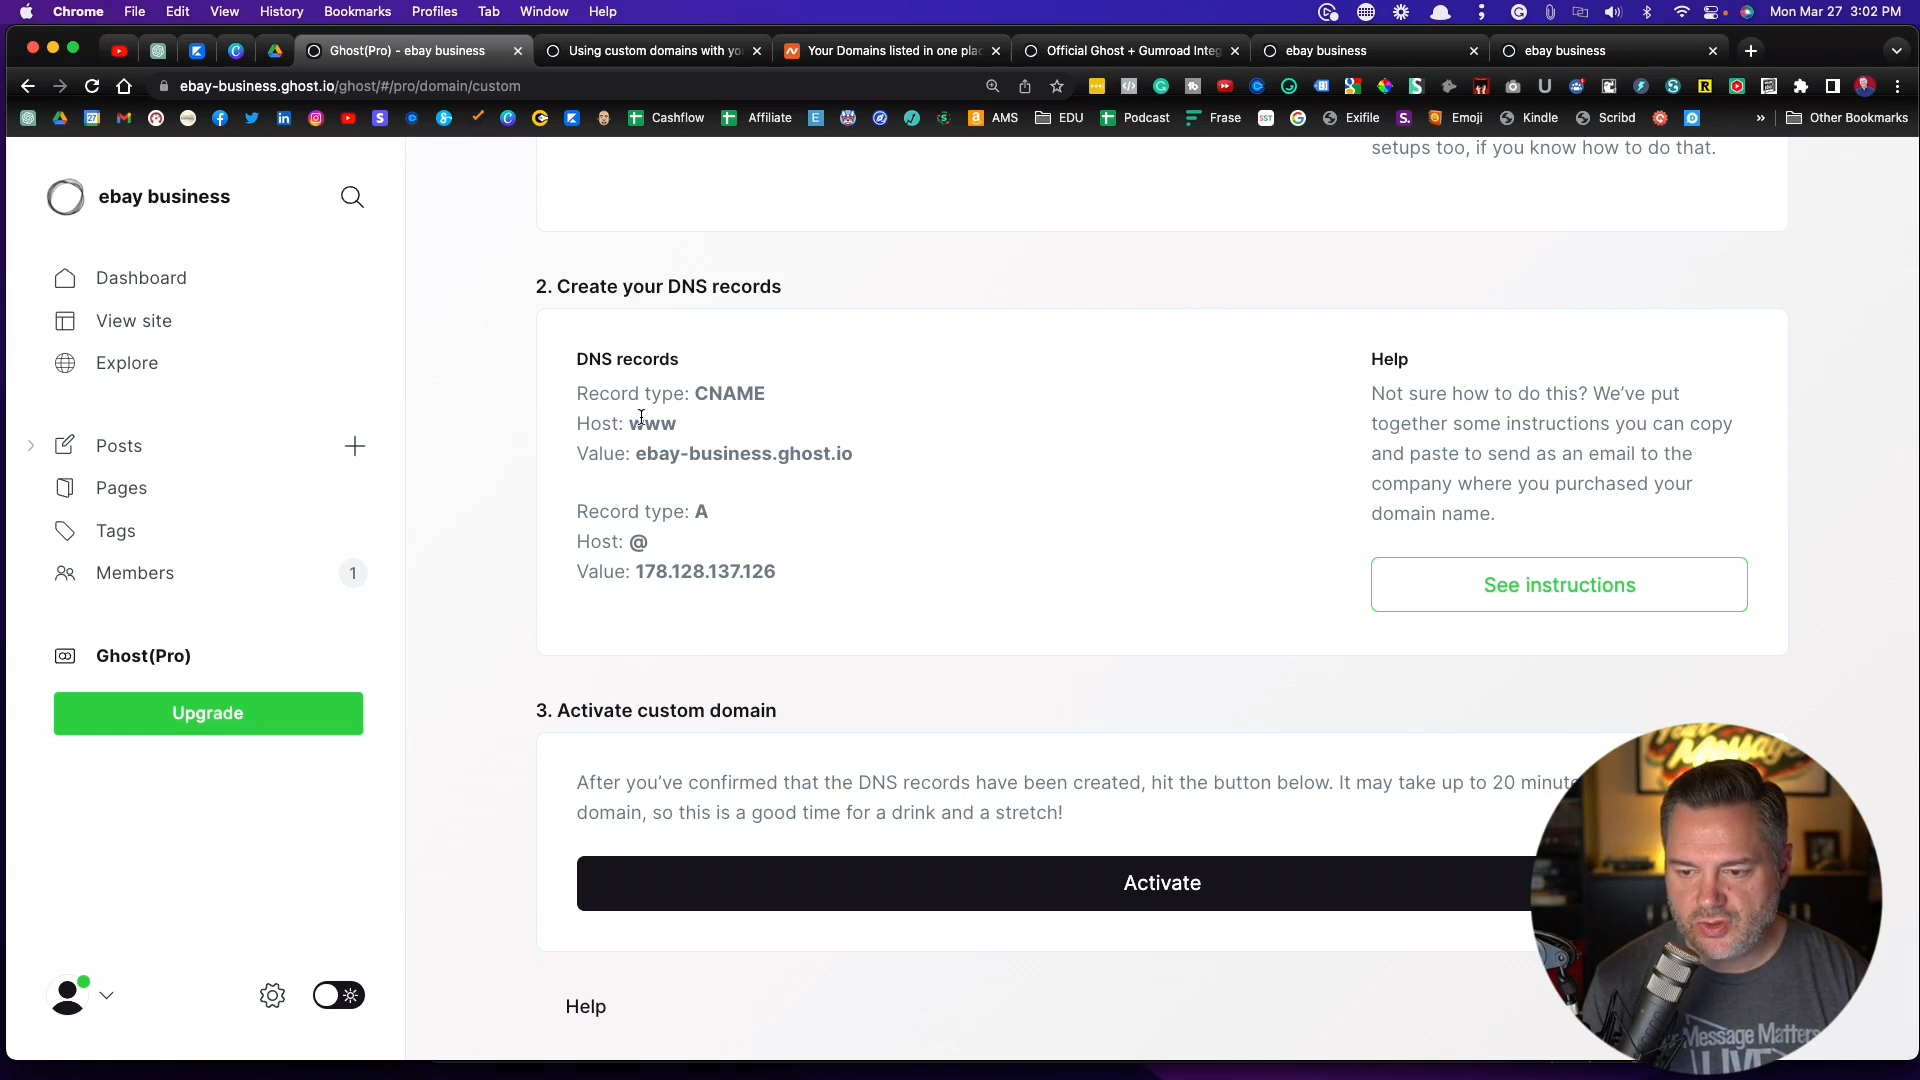 Chrome File Edit View History Bookmarks Profiles Tab Window Help Mon Mar 27 3:02 PM
Ghost(Pro) - ebay business
Using custom domains with yo
Your Domains listed in one plac
Official Ghost + Gumroad Integ
ebay business
ebay business
ebay-business.ghost.io/ghost/#/pro/domain/custom
Cashflow Affiliate AMS EDU Podcast Frase Exifile Emoji Kindle Scribd » Other Bookmarks
setups too, if you know how to do that.
ebay business
Dashboard
View site
Explore
Posts
Pages
Tags
Members 1
Ghost(Pro)
Upgrade
2. Create your DNS records
DNS records
Record type: CNAME
Host: www
Value: ebay-business.ghost.io
Record type: A
Host: @
Value: 178.128.137.126
Help
Not sure how to do this? We've put
together some instructions you can copy
and paste to send as an email to the
company where you purchased your
domain name.
See instructions
3. Activate custom domain
After you've confirmed that the DNS records have been created, hit the button below. It may take up to 20 minute
domain, so this is a good time for a drink and a stretch!
Activate
Help
Message
Message Matters
LIVE